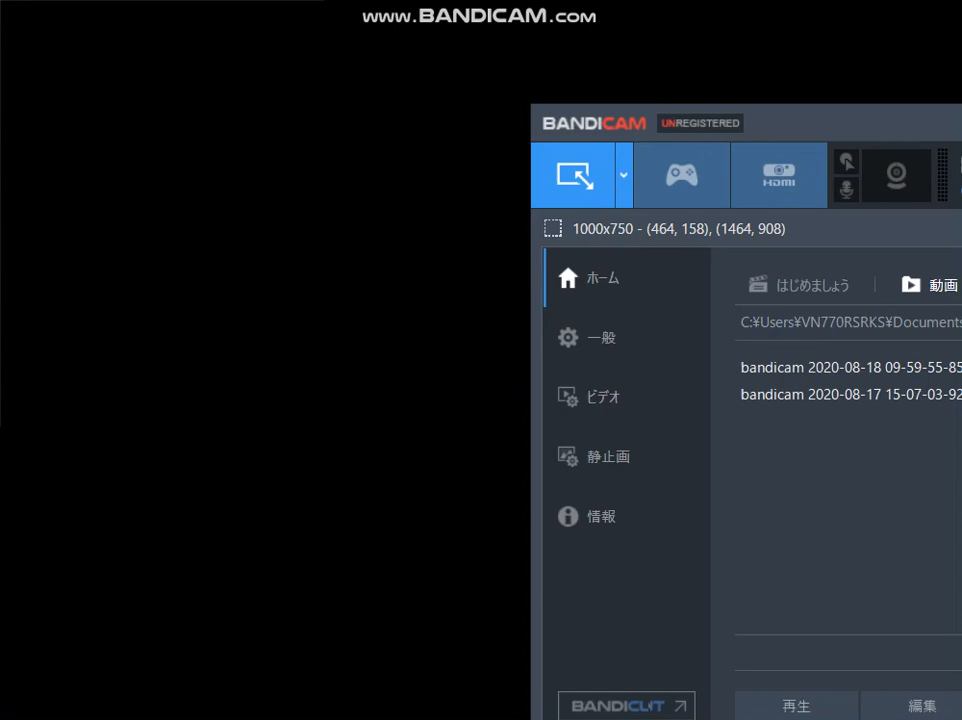 www.BANDICAM.com
BANDICAM UNREGISTERED
HDMI
1000x750 - (464, 158), (1464, 908)
ホーム
はじめましょう
動画
C:¥Users¥VN770RSRKS¥Documents
一般
bandicam 2020-08-18 09-59-55-85
bandicam 2020-08-17 15-07-03-92
ビデオ
静止画
情報
BANDICUT
再生
編集